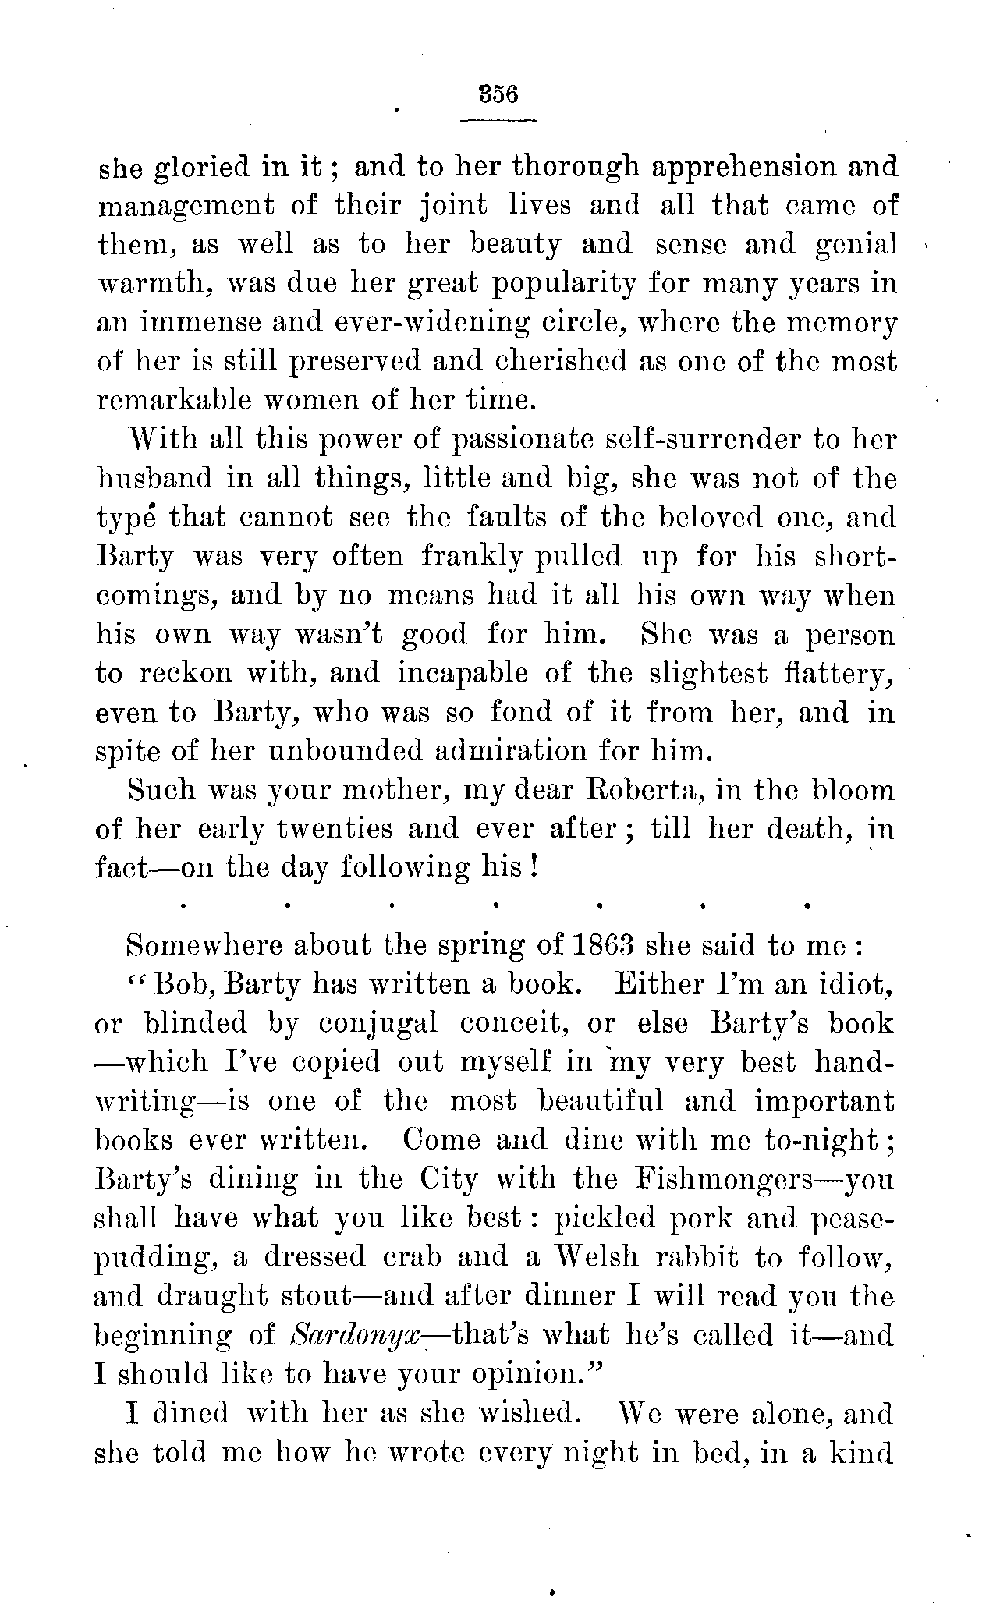 356
she gloried in it; and to her thorough apprehension and
management of their joint lives and all that came of
them, as well as to her beauty and sense and genial
warmth, was due her great popularity for many years in
an immense and ever-widening circle, where the memory
of her is still preserved and cherished as one of the most
remarkable women of her time.
With all this power of passionate self-surrender to her
husband in all things, little and big, she was not of the
typé that cannot see the faults of the beloved one, and
Barty was very often frankly pulled up for his short-
comings, and by no means had it all his own way when
his own way wasn't good for him. She was a person
to reckon with, and incapable of the slightest flattery,
even to Barty, who was so fond of it from her, and in
spite of her unbounded admiration for him.
Such was your mother, my dear Roberta, in the bloom
of her early twenties and ever after; till her death, in
fact—on the day following his!
. . . . . . .
Somewhere about the spring of 1863 she said to me:
"Bob, Barty has written a book. Either I'm an idiot,
or blinded by conjugal conceit, or else Barty's book
—which I've copied out myself in my very best hand-
writing—is one of the most beautiful and important
books ever written. Come and dine with me to-night;
Barty's dining in the City with the Fishmongers—you
shall have what you like best: pickled pork and pease-
pudding, a dressed crab and a Welsh rabbit to follow,
and draught stout—and after dinner I will read you the
beginning of Sardonyx—that's what he's called it—and
I should like to have your opinion."
I dined with her as she wished. We were alone, and
she told me how he wrote every night in bed, in a kind